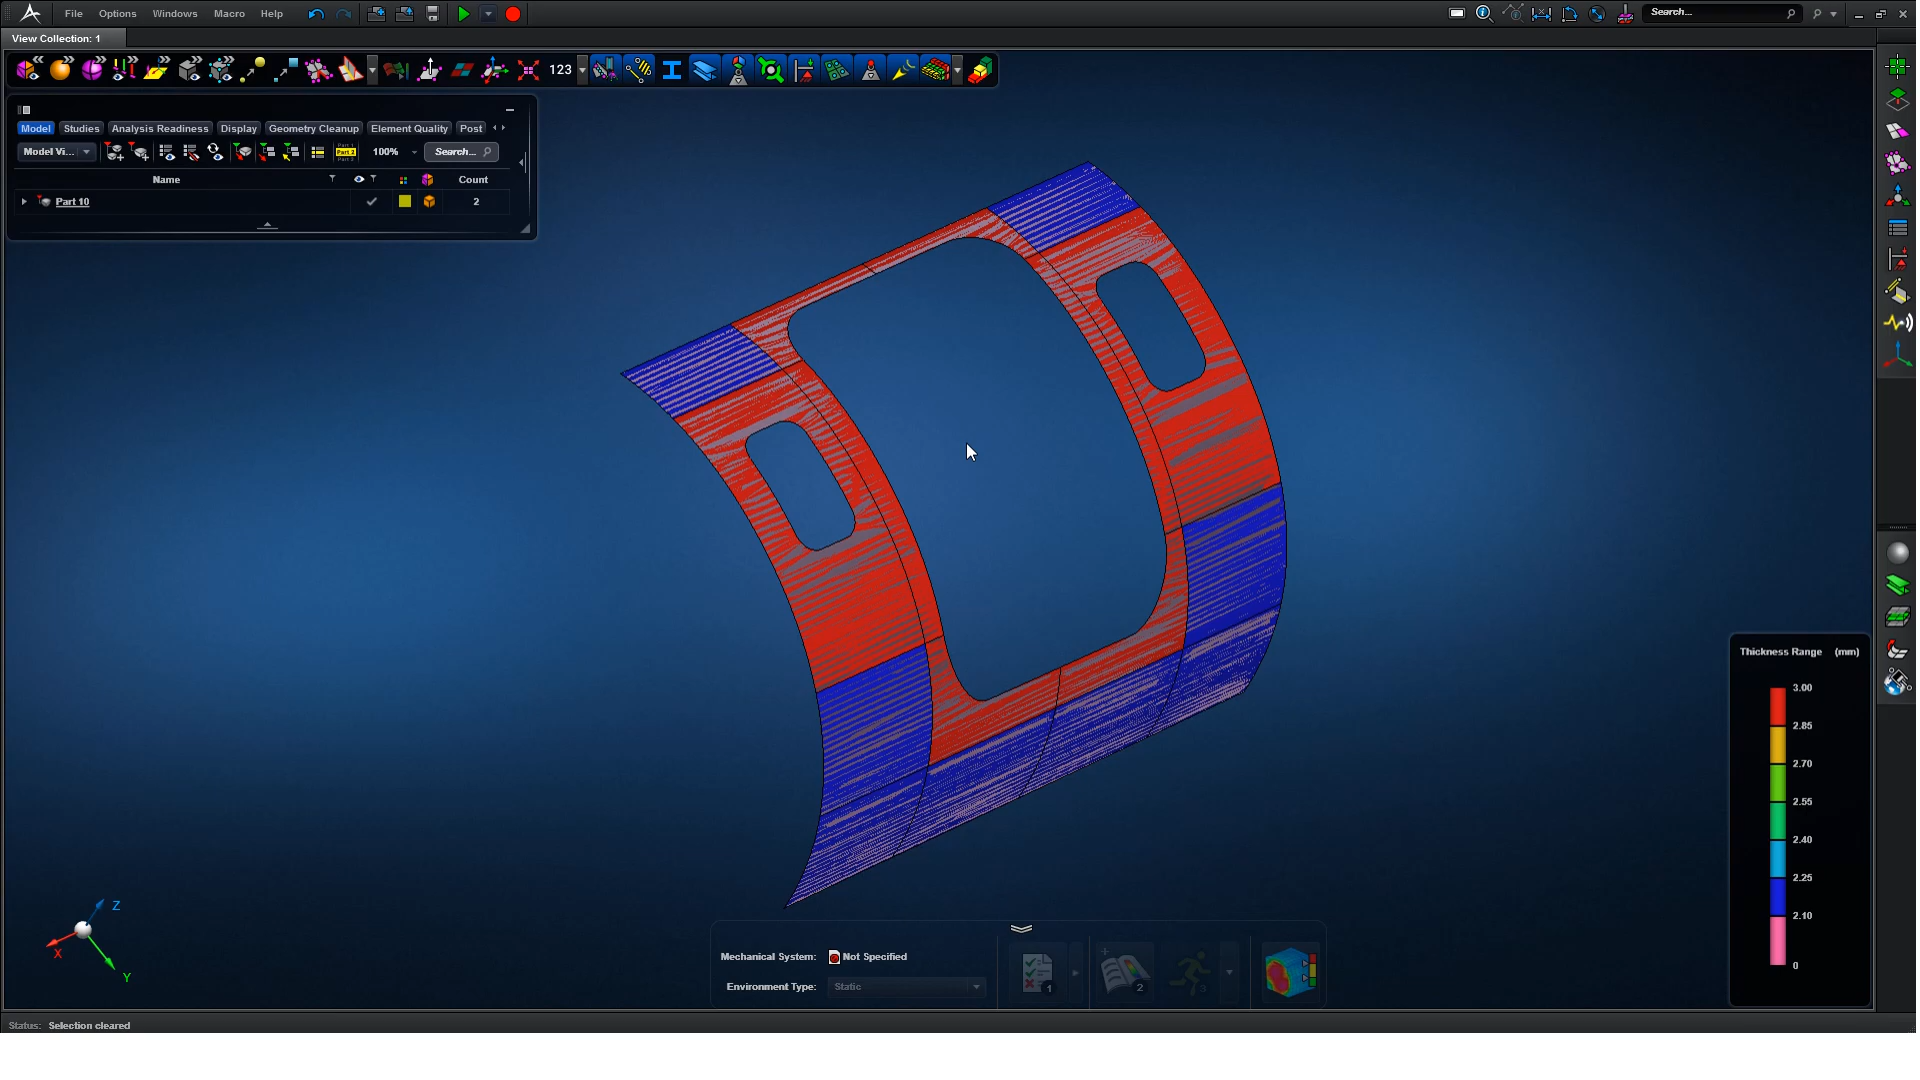 File Options Windows Macro Help Search...
View Collection: 1
123
Model Studies Analysis Readiness Display Geometry Cleanup Element Quality Post
Model Vi... 100% Search...
Name Count
Part 10 2
Thickness Range (mm)
3.00
2.85
2.70
2.55
2.40
2.25
2.10
0
Z
X
Y
Mechanical System: Not Specified
Environment Type: Static
1 2 3
Status: Selection cleared